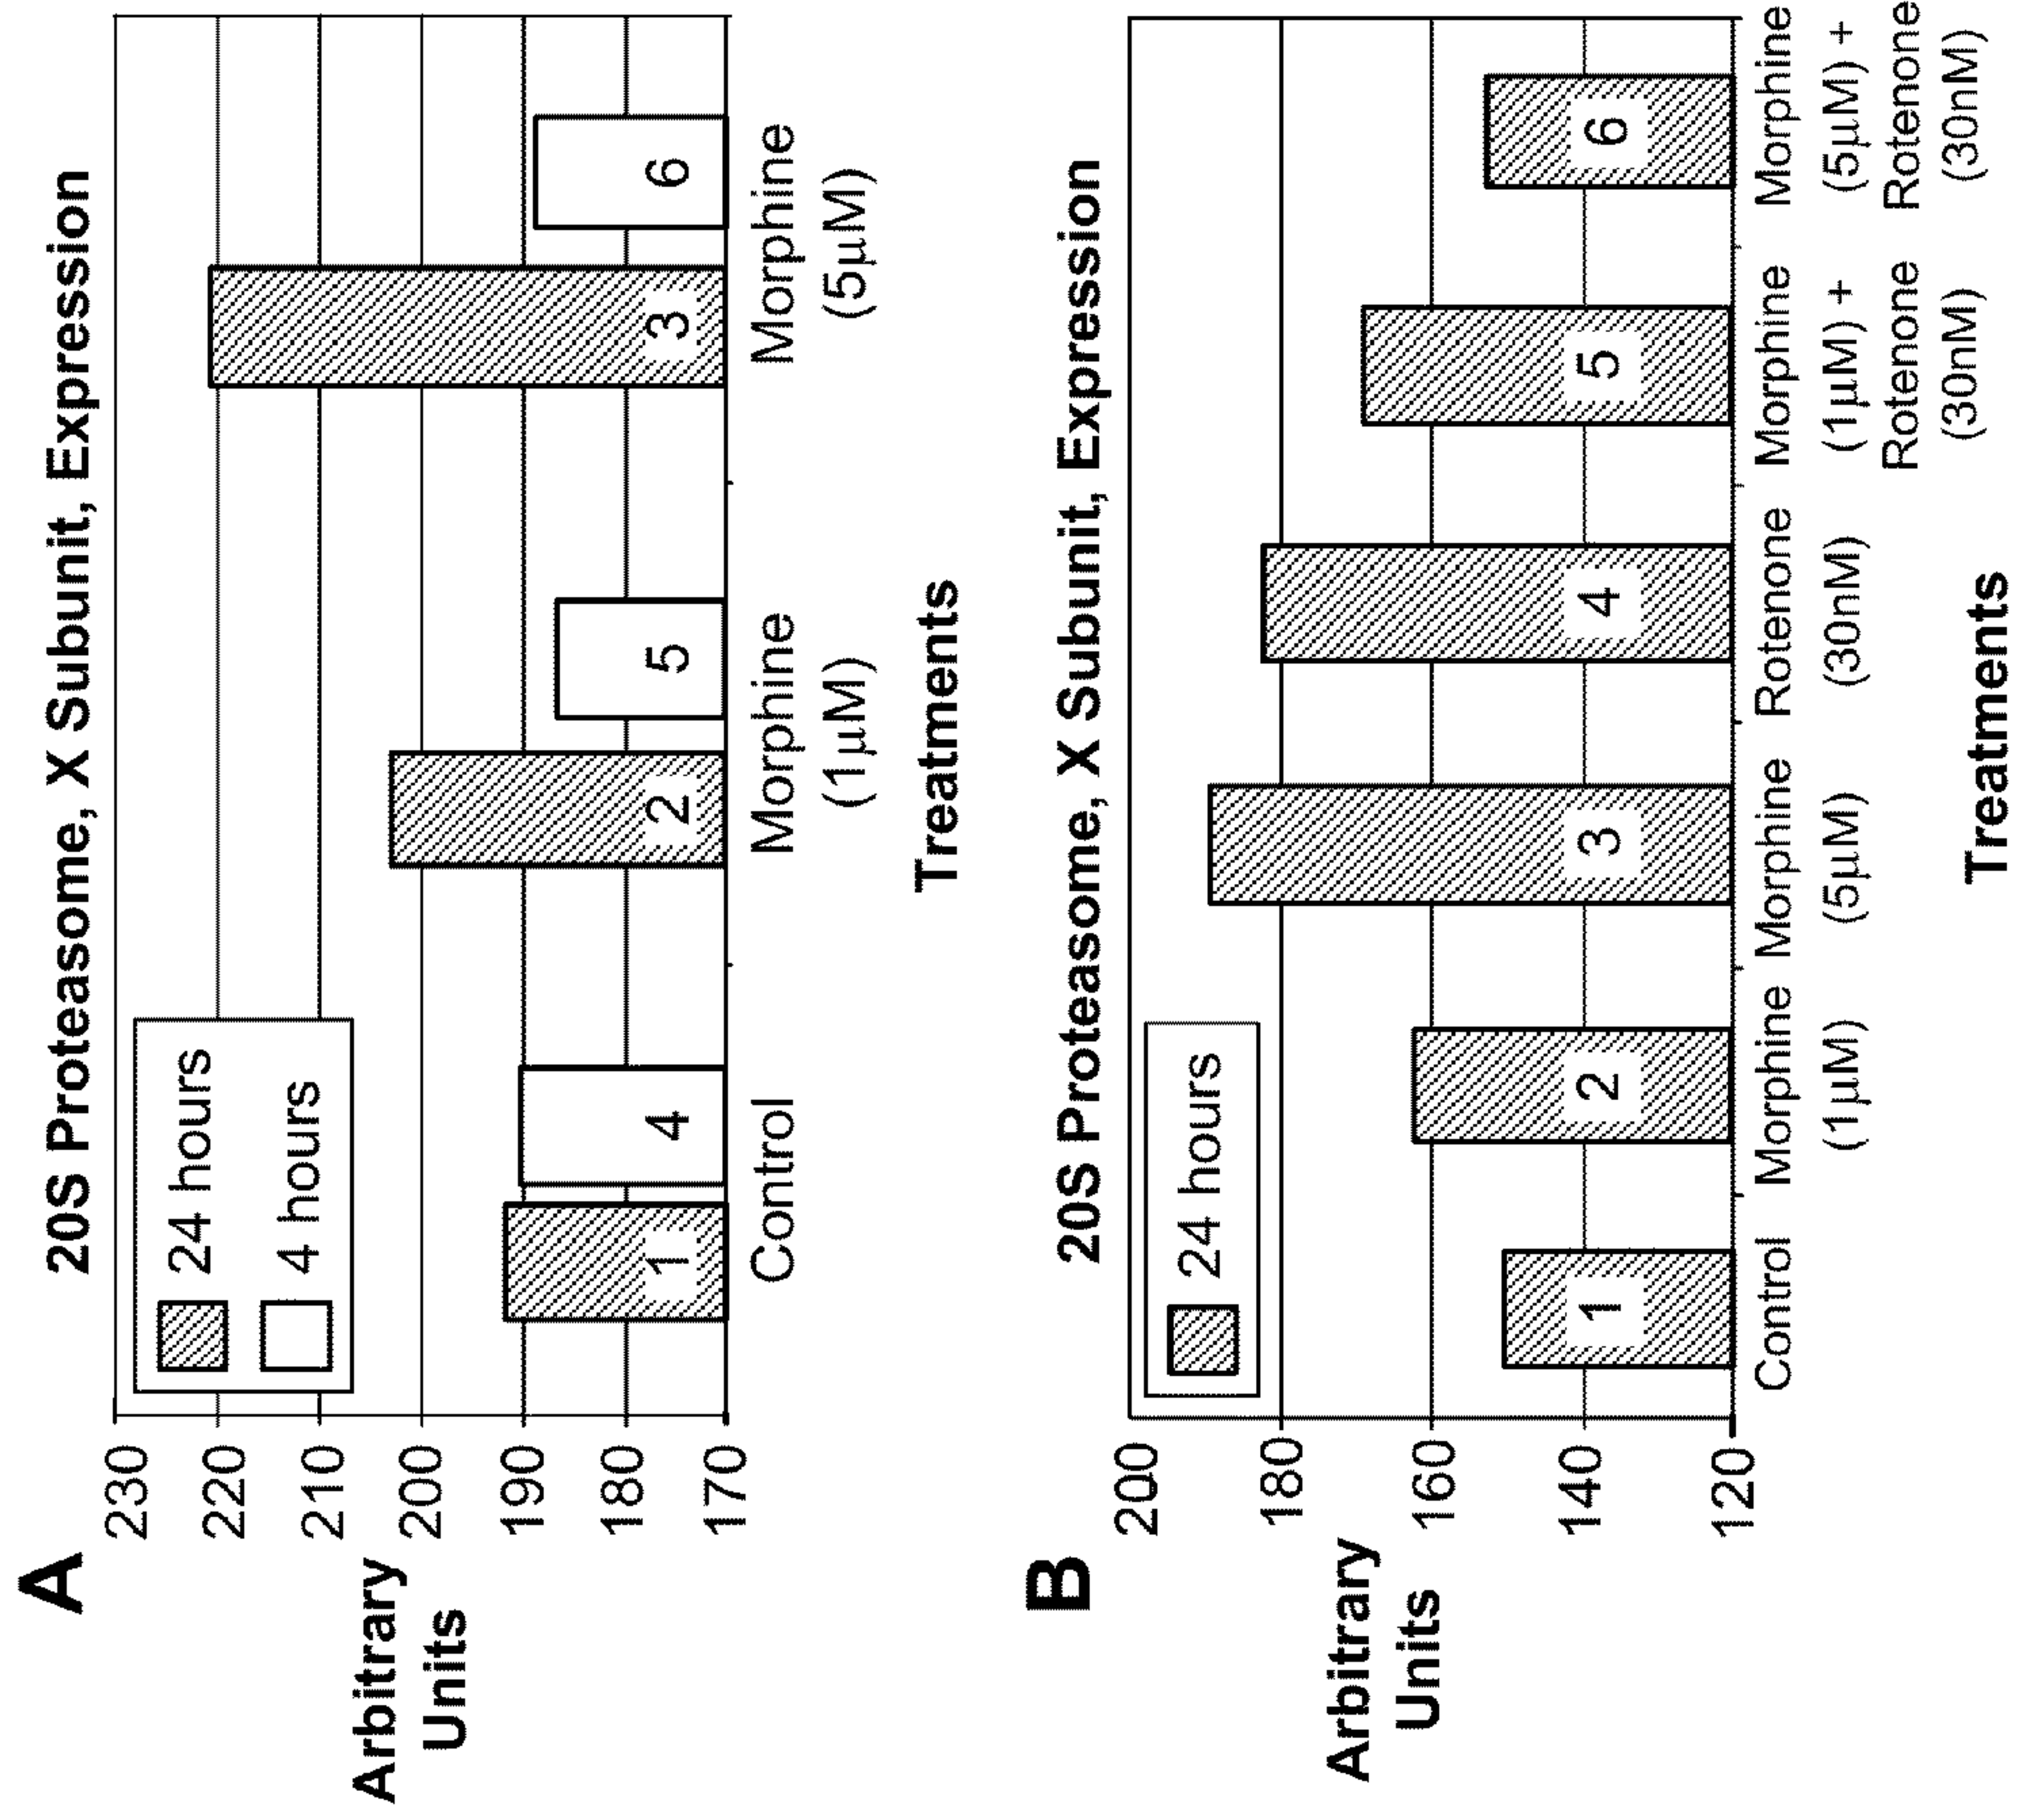 A
20S Proteasome, X Subunit, Expression
24 hours
4 hours
Arbitrary
Units
230
220
210
200
190
180
170
1
4
2
5
3
6
Control
Morphine
(1µM)
Morphine
(5µM)
Treatments
B
20S Proteasome, X Subunit, Expression
24 hours
Arbitrary
Units
200
180
160
140
120
1
2
3
4
5
6
Control
Morphine
(1µM)
Morphine
(5µM)
Rotenone
(30nM)
Morphine
(1µM) +
Rotenone
(30nM)
Morphine
(5µM) +
Rotenone
(30nM)
Treatments